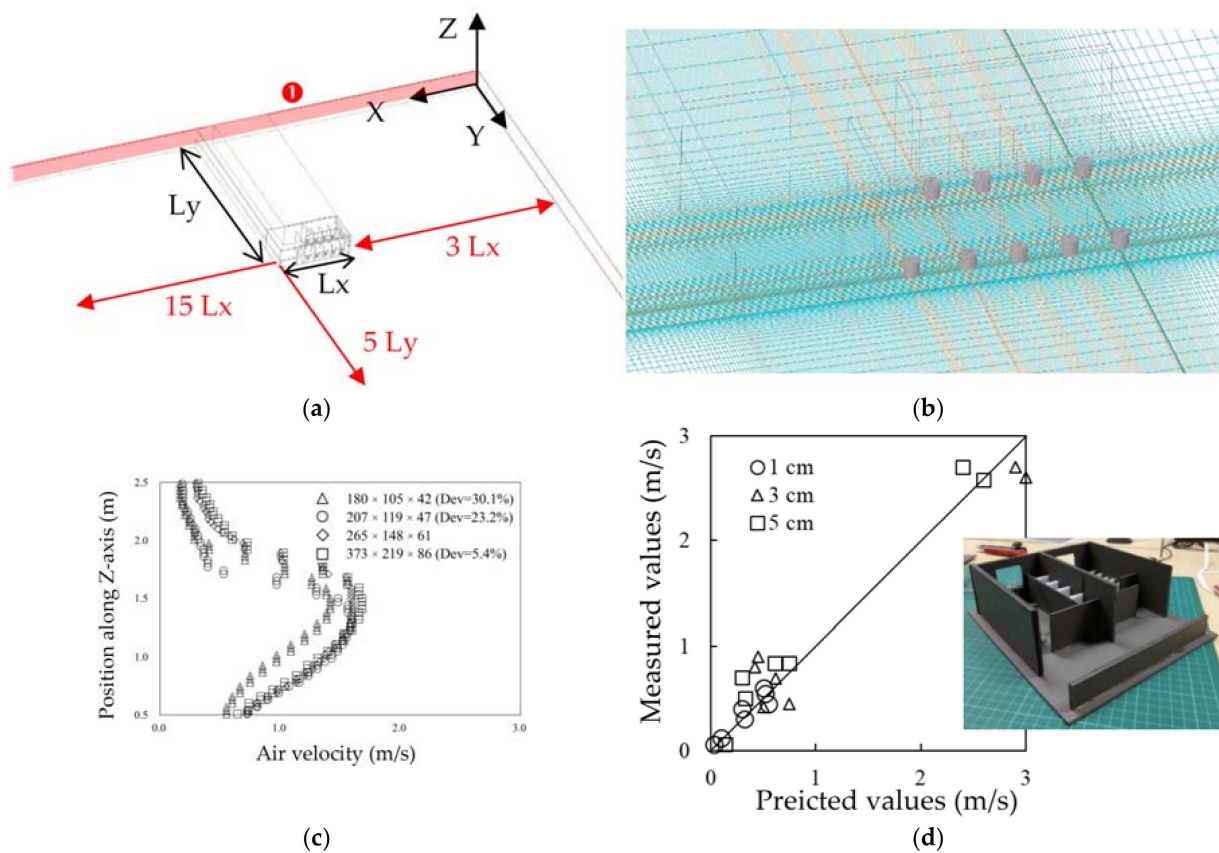 Z
❶
X
Y
Ly
3 Lx
Lx
15 Lx
5 Ly
(a)
(b)
Position along Z-axis (m)
2.5
2.0
1.5
1.0
0.5
180 × 105 × 42 (Dev=30.1%)
207 × 119 × 47 (Dev=23.2%)
265 × 148 × 61
373 × 219 × 86 (Dev=5.4%)
0.0
1.0
2.0
3.0
Air velocity (m/s)
(c)
Measured values (m/s)
3
2
1
0
1 cm
3 cm
5 cm
0
1
2
3
Preicted values (m/s)
(d)